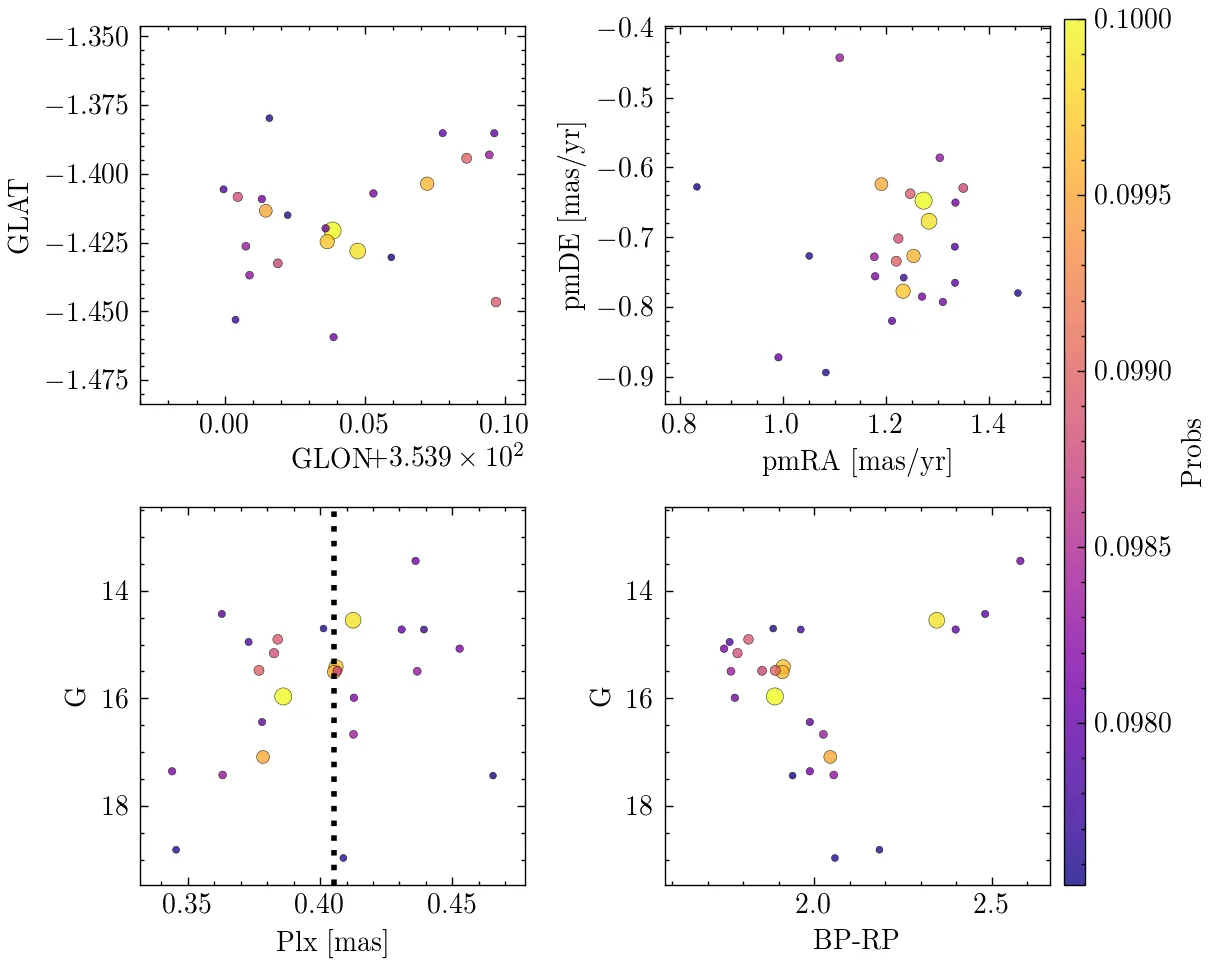 −1.350
−1.375
−1.400
−1.425
−1.450
−1.475
GLAT
0.00 0.05 0.10
GLON +3.539 × 10²
−0.4
−0.5
−0.6
−0.7
−0.8
−0.9
pmDE [mas/yr]
0.8 1.0 1.2 1.4
pmRA [mas/yr]
14
16
18
G
0.35 0.40 0.45
Plx [mas]
14
16
18
G
2.0 2.5
BP-RP
0.1000
0.0995
0.0990
0.0985
0.0980
Probs